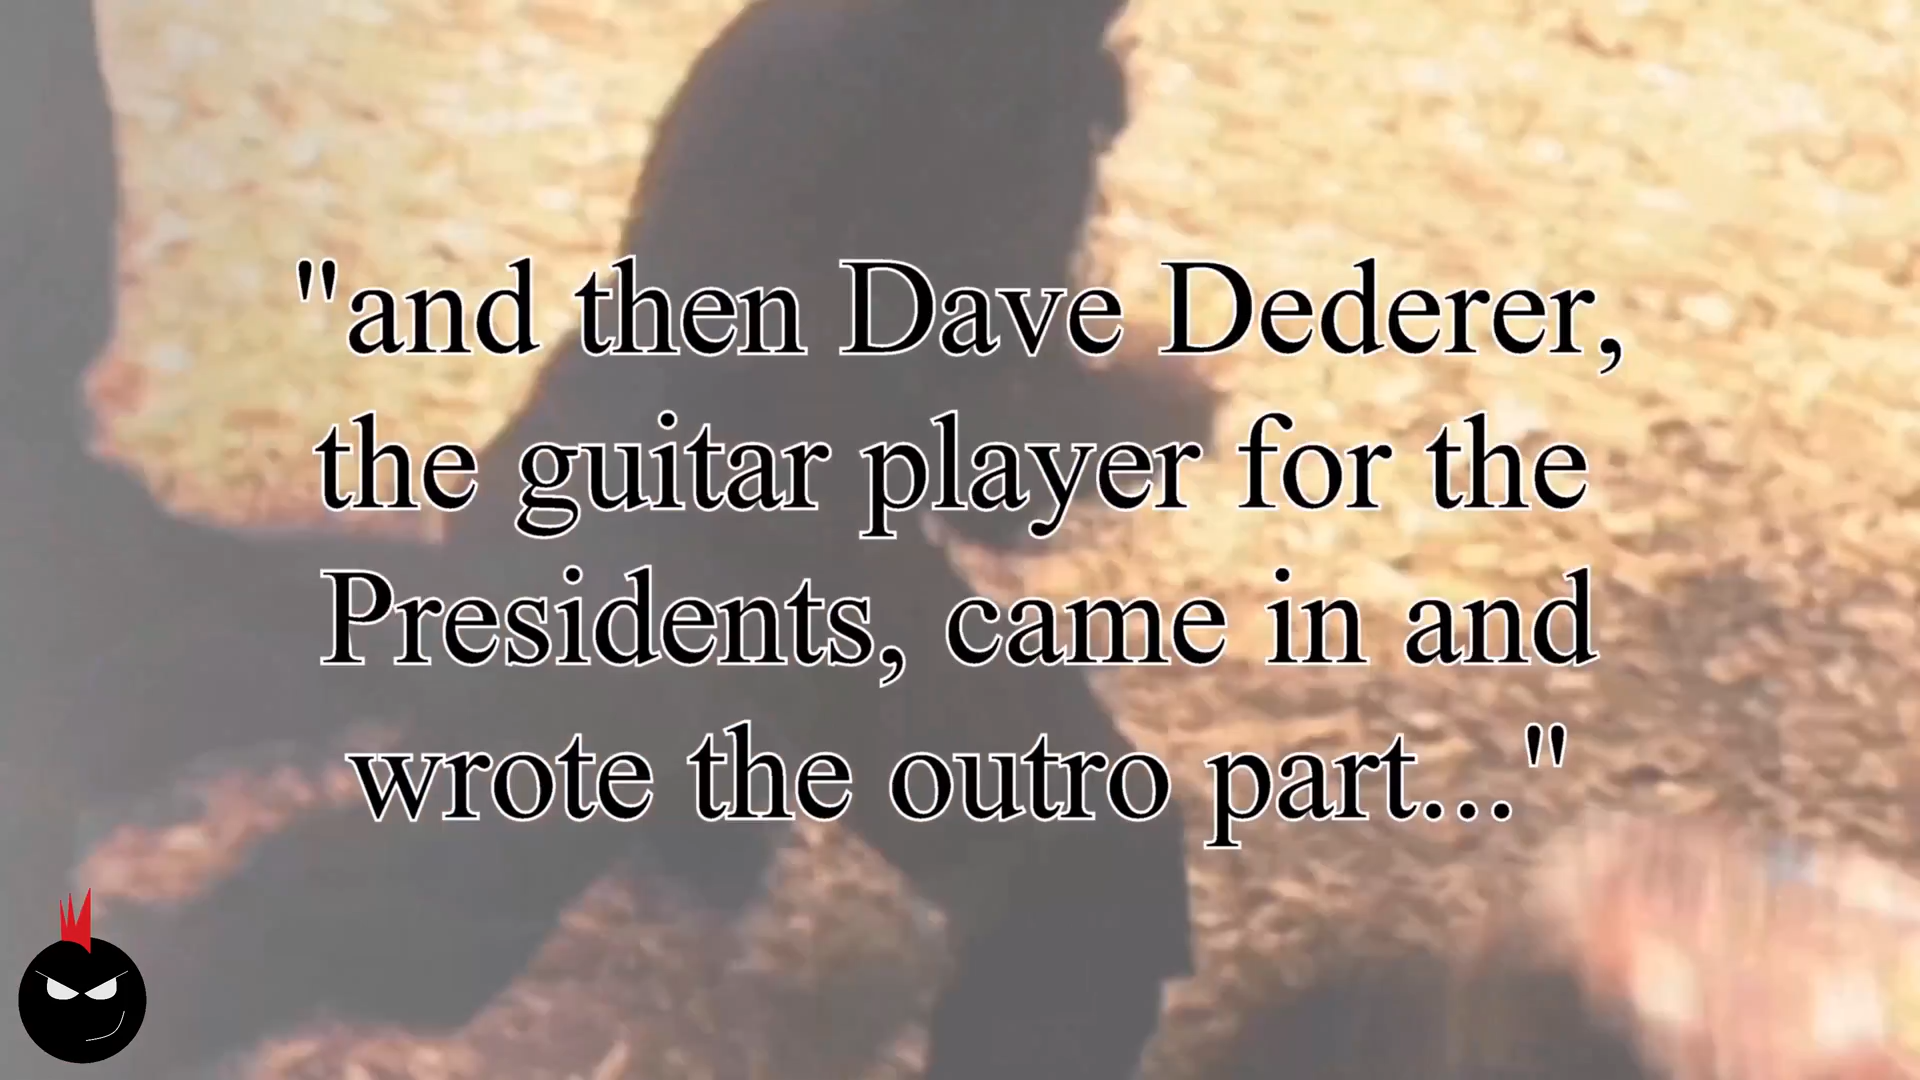 "and then Dave Dederer,
the guitar player for the
Presidents, came in and
wrote the outro part..."